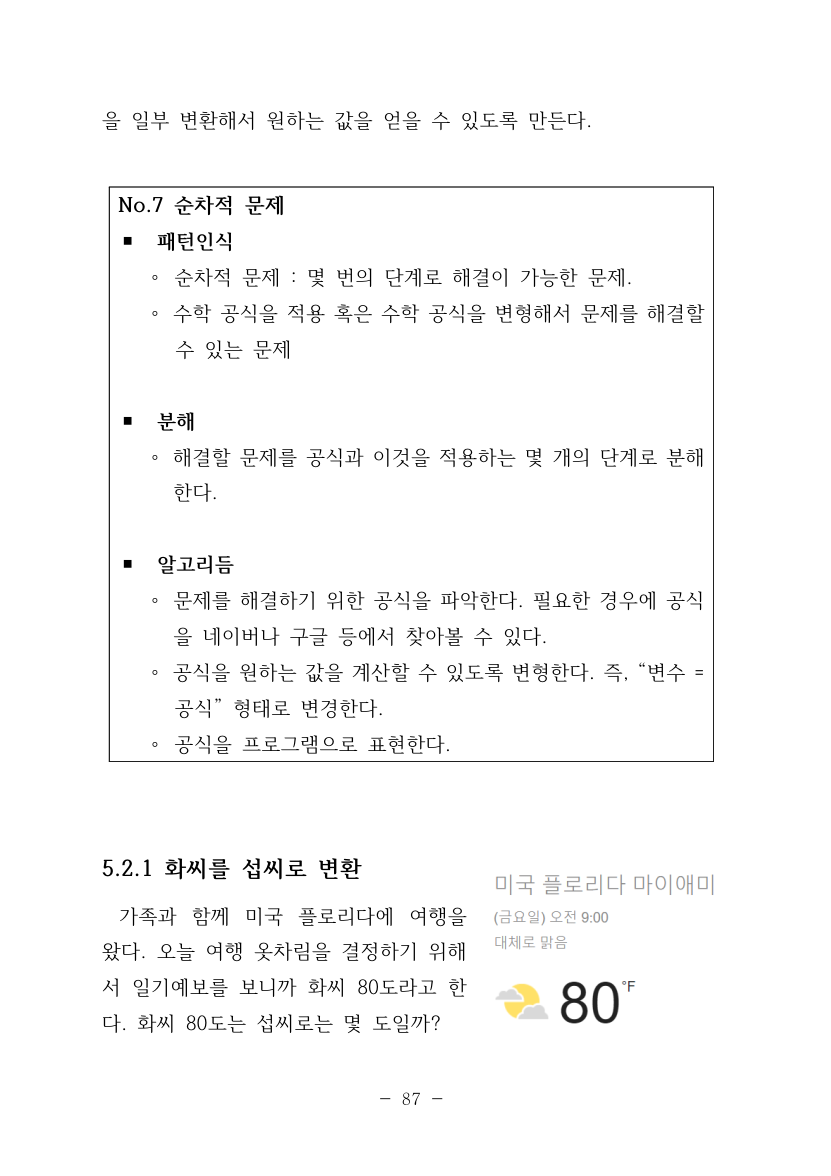 을 일부 변환해서 원하는 값을 얻을 수 있도록 만든다.
No.7 순차적 문제
■ 패턴인식
◦ 순차적 문제 : 몇 번의 단계로 해결이 가능한 문제.
◦ 수학 공식을 적용 혹은 수학 공식을 변형해서 문제를 해결할
수 있는 문제
■ 분해
◦ 해결할 문제를 공식과 이것을 적용하는 몇 개의 단계로 분해
한다.
■ 알고리듬
◦ 문제를 해결하기 위한 공식을 파악한다. 필요한 경우에 공식
을 네이버나 구글 등에서 찾아볼 수 있다.
◦ 공식을 원하는 값을 계산할 수 있도록 변형한다. 즉, “변수 =
공식” 형태로 변경한다.
◦ 공식을 프로그램으로 표현한다.
5.2.1 화씨를 섭씨로 변환
가족과 함께 미국 플로리다에 여행을
왔다. 오늘 여행 옷차림을 결정하기 위해
서 일기예보를 보니까 화씨 80도라고 한
다. 화씨 80도는 섭씨로는 몇 도일까?
미국 플로리다 마이애미
(금요일) 오전 9:00
대체로 맑음
80°F
- 87 -